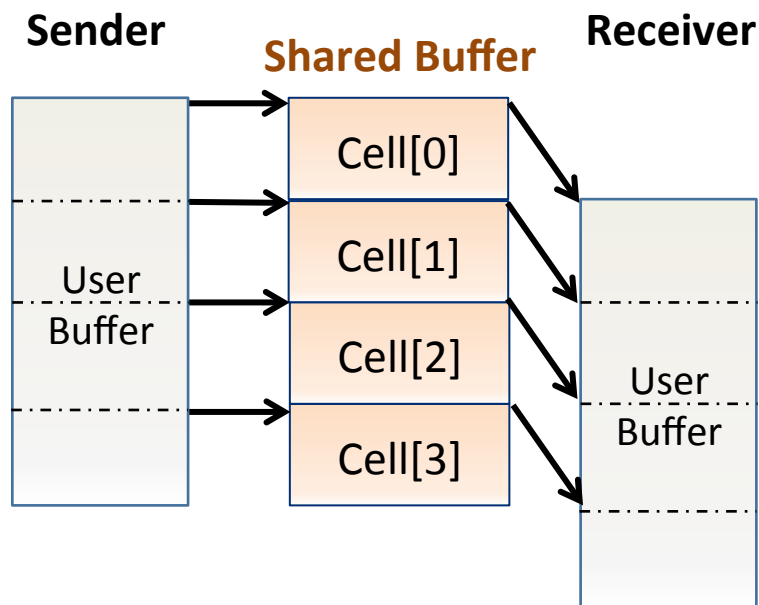 Sender
Shared Buffer
Receiver
Cell[0]
Cell[1]
User
Buffer
Cell[2]
User
Buffer
Cell[3]